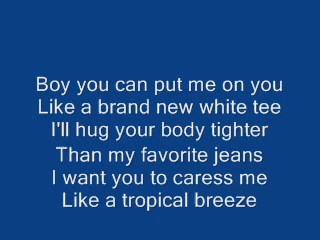 Boy you can put me on you
Like a brand new white tee
I'll hug your body tighter
Than my favorite jeans
I want you to caress me
Like a tropical breeze